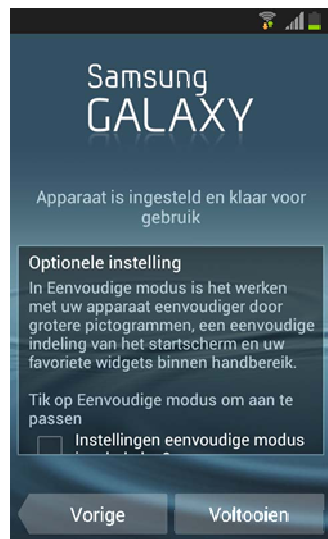 Samsung
GALAXY
Apparaat is ingesteld en klaar voor
gebruik
Optionele instelling
In Eenvoudige modus is het werken
met uw apparaat eenvoudiger door
grotere pictogrammen, een eenvoudige
indeling van het startscherm en uw
favoriete widgets binnen handbereik.
Tik op Eenvoudige modus om aan te
passen
Instellingen eenvoudige modus
Vorige
Voltooien